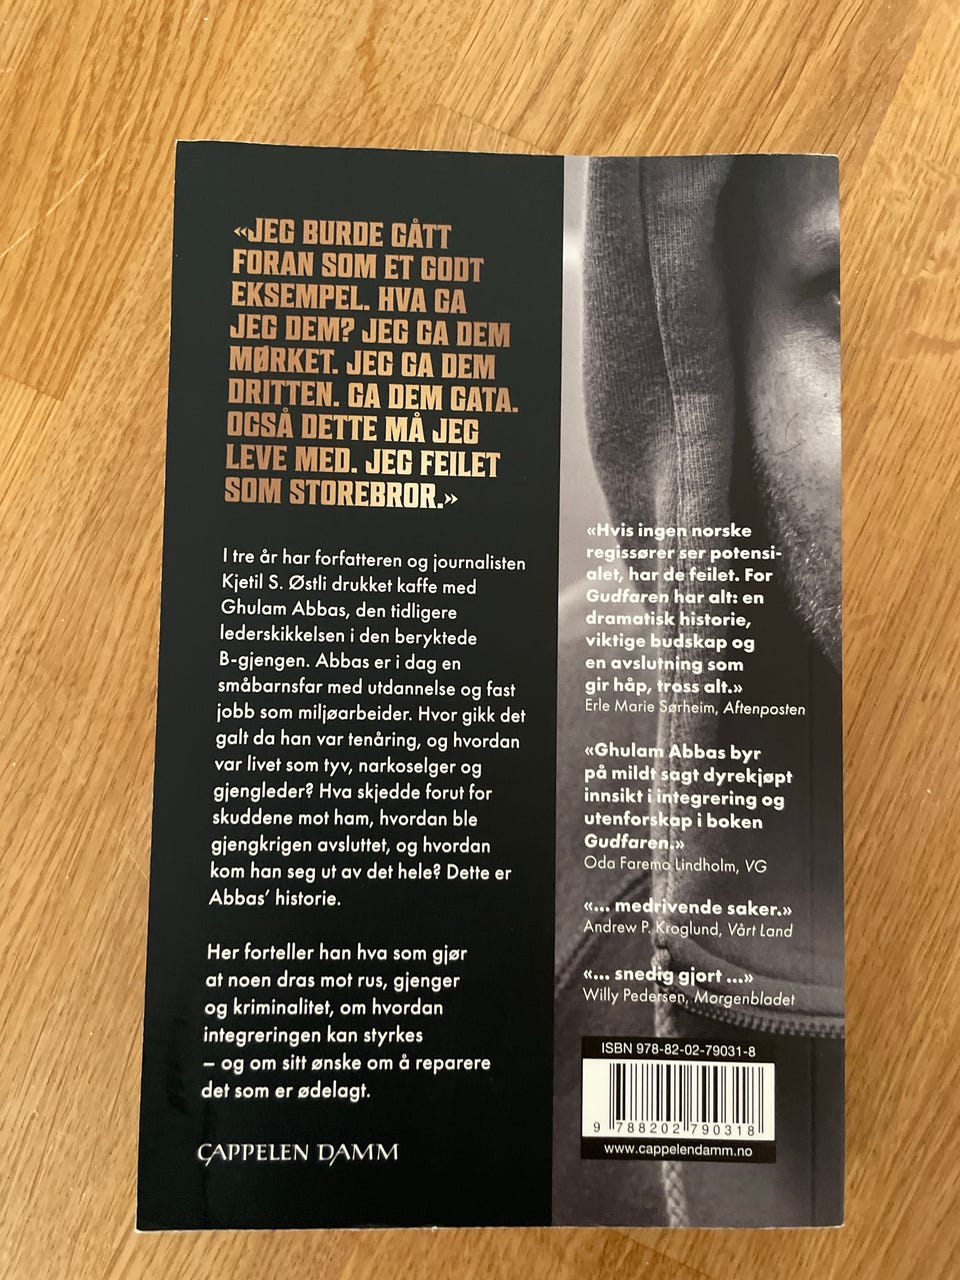 «JEG BURDE GÅTT
FORAN SOM ET GODT
EKSEMPEL. HVA GA
JEG DEM? JEG GA DEM
MØRKET. JEG GA DEM
DRITTEN. GA DEM GATA.
OGSÅ DETTE MÅ JEG
LEVE MED. JEG FEILET
SOM STOREBROR.»
I tre år har forfatteren og journalisten
Kjetil S. Østli drukket kaffe med
Ghulam Abbas, den tidligere
lederskikkelsen i den beryktede
B-gjengen. Abbas er i dag en
småbarnsfar med utdannelse og fast
jobb som miljøarbeider. Hvor gikk det
galt da han var tenåring, og hvordan
var livet som tyv, narkoselger og
gjengleder? Hva skjedde forut for
skuddene mot ham, hvordan ble
gjengkrigen avsluttet, og hvordan
kom han seg ut av det hele? Dette er
Abbas’ historie.
Her forteller han hva som gjør
at noen dras mot rus, gjenger
og kriminalitet, om hvordan
integreringen kan styrkes
– og om sitt ønske om å reparere
det som er ødelagt.
CAPPELEN DAMM
«Hvis ingen norske
regissører ser potensi-
alet, har de feilet. For
Gudfaren har alt: en
dramatisk historie,
viktige budskap og
en avslutning som
gir håp, tross alt.»
Erle Marie Sørheim, Aftenposten
«Ghulam Abbas byr
på mildt sagt dyrekjøpt
innsikt i integrering og
utenforskap i boken
Gudfaren.»
Oda Faremo Lindholm, VG
«... medrivende saker.»
Andrew P. Kroglund, Vårt Land
«... snedig gjort ...»
Willy Pedersen, Morgenbladet
ISBN 978-82-02-79031-8
9 788202 790318
www.cappelendamm.no